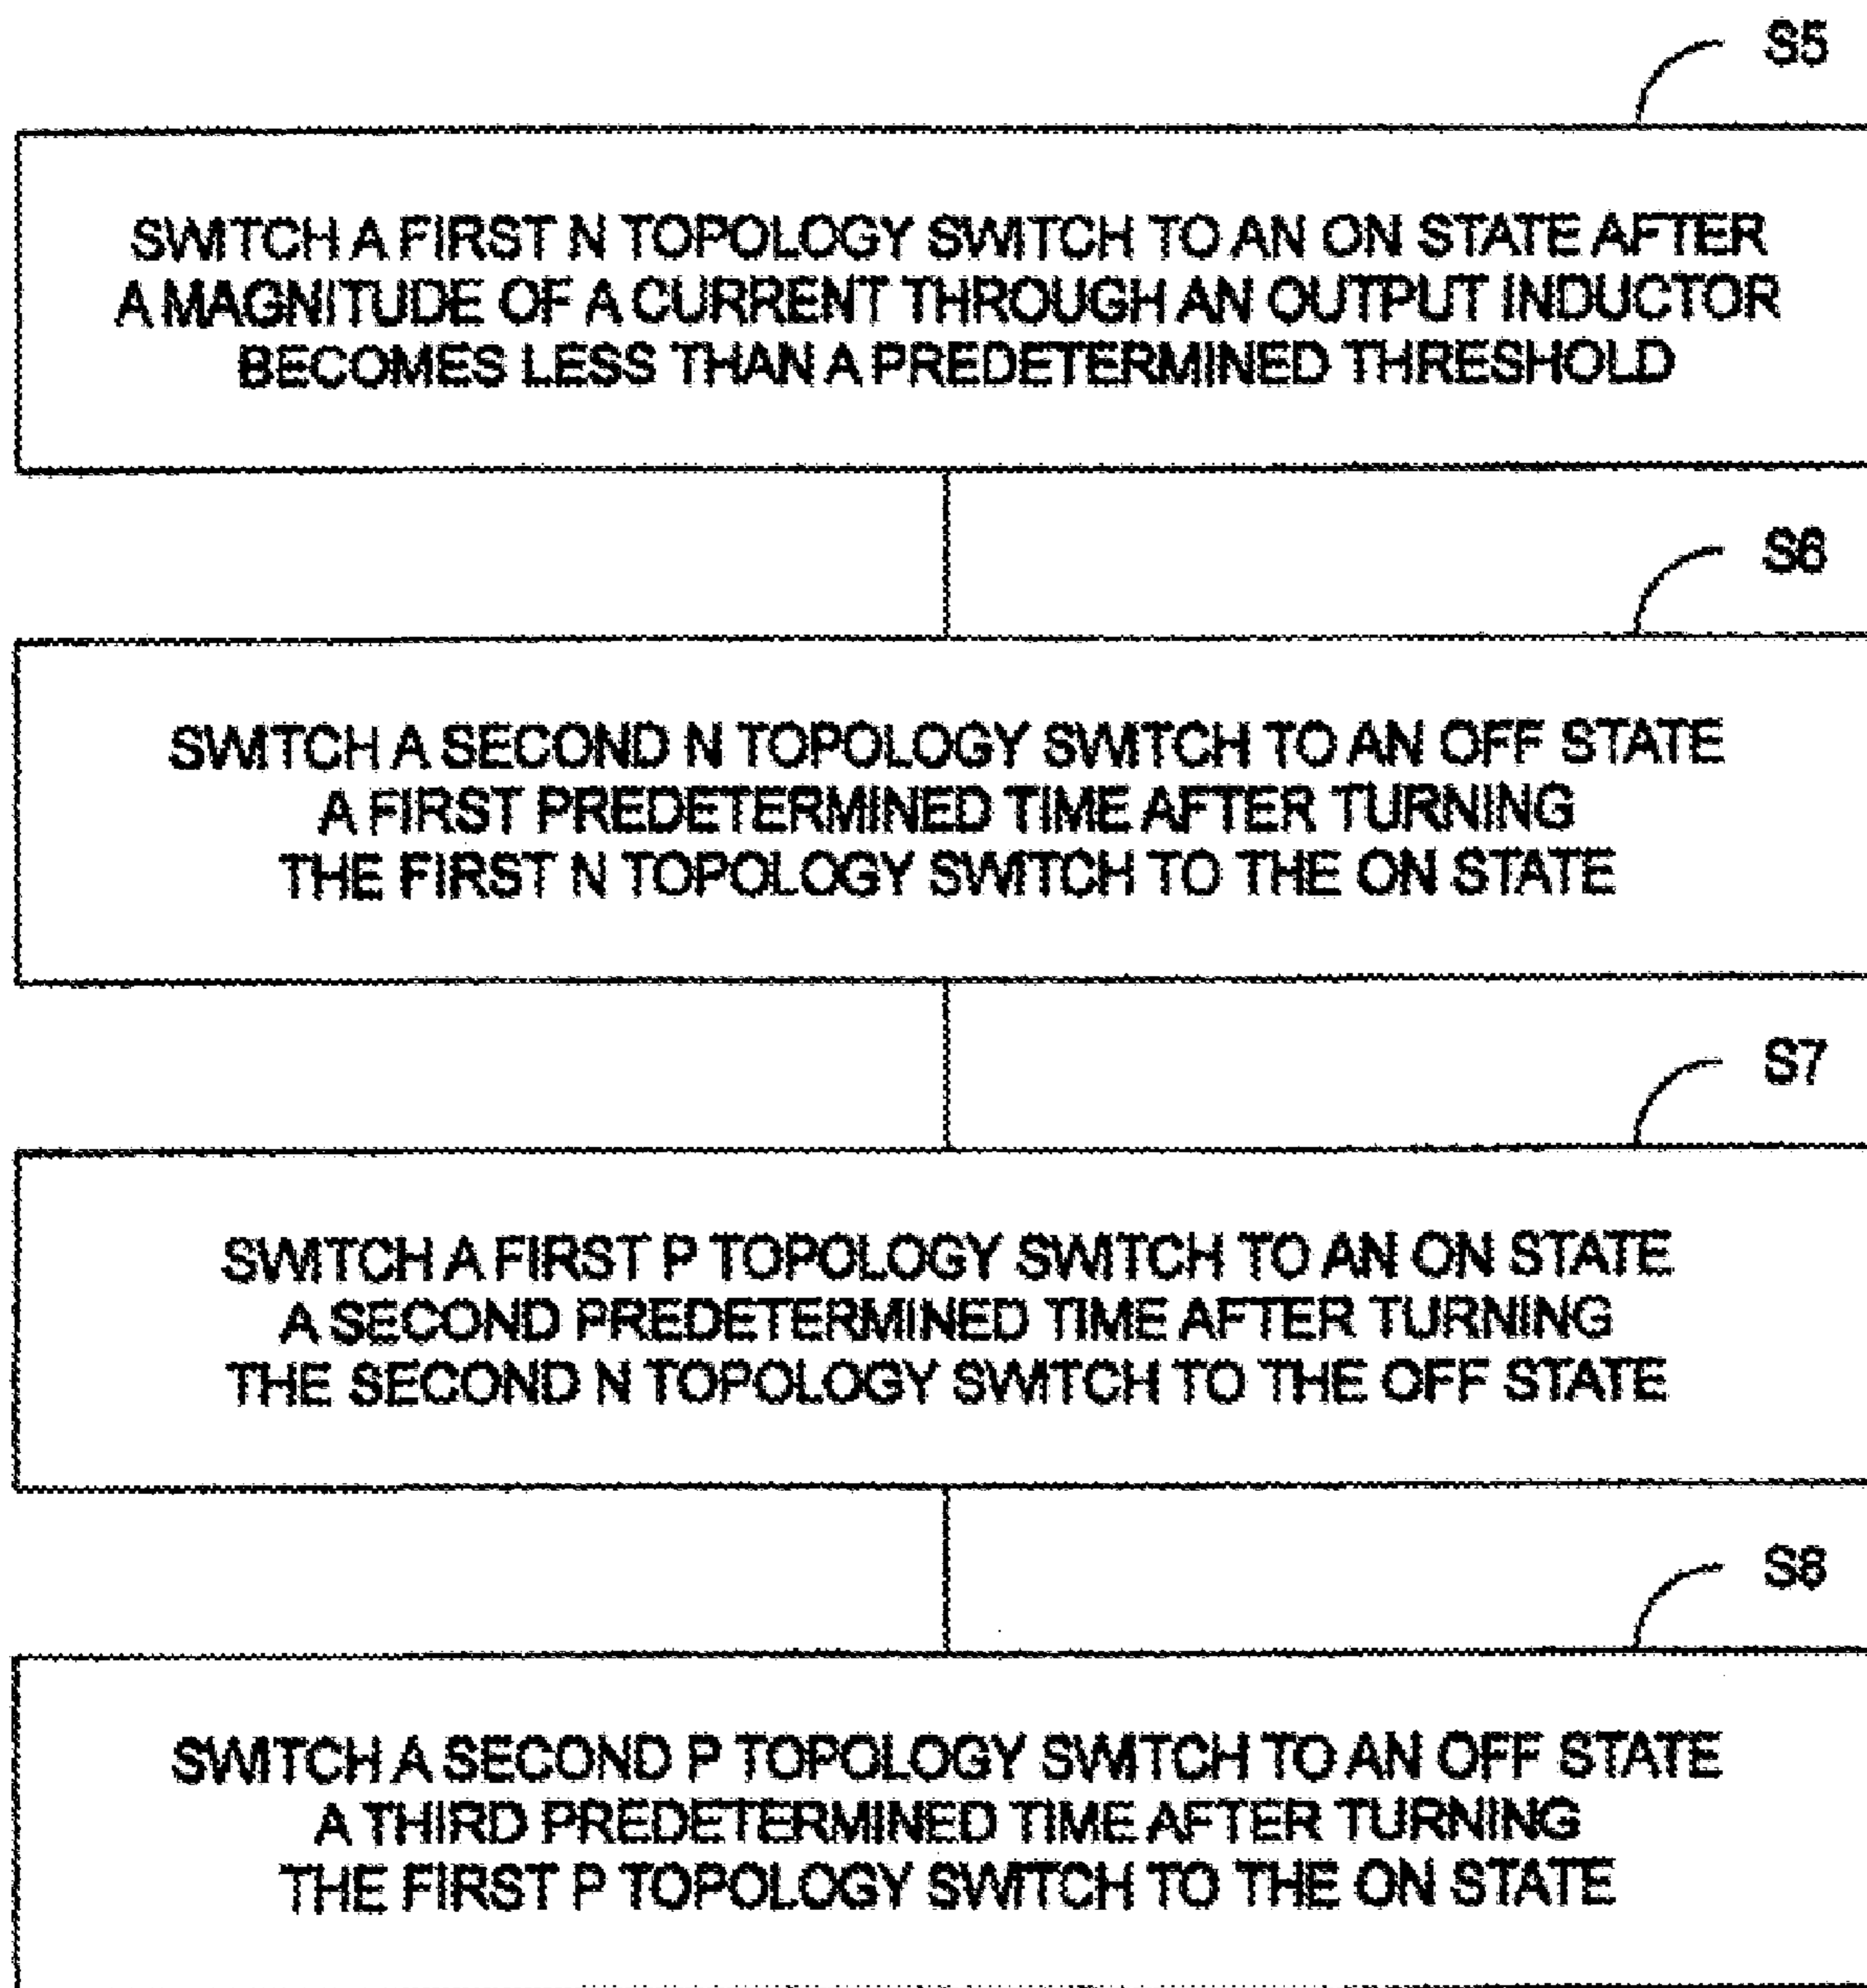 S5
SWITCH A FIRST N TOPOLOGY SWITCH TO AN ON STATE AFTER
A MAGNITUDE OF A CURRENT THROUGH AN OUTPUT INDUCTOR
BECOMES LESS THAN A PREDETERMINED THRESHOLD
S6
SWITCH A SECOND N TOPOLOGY SWITCH TO AN OFF STATE
A FIRST PREDETERMINED TIME AFTER TURNING
THE FIRST N TOPOLOGY SWITCH TO THE ON STATE
S7
SWITCH A FIRST P TOPOLOGY SWITCH TO AN ON STATE
A SECOND PREDETERMINED TIME AFTER TURNING
THE SECOND N TOPOLOGY SWITCH TO THE OFF STATE
S8
SWITCH A SECOND P TOPOLOGY SWITCH TO AN OFF STATE
A THIRD PREDETERMINED TIME AFTER TURNING
THE FIRST P TOPOLOGY SWITCH TO THE ON STATE